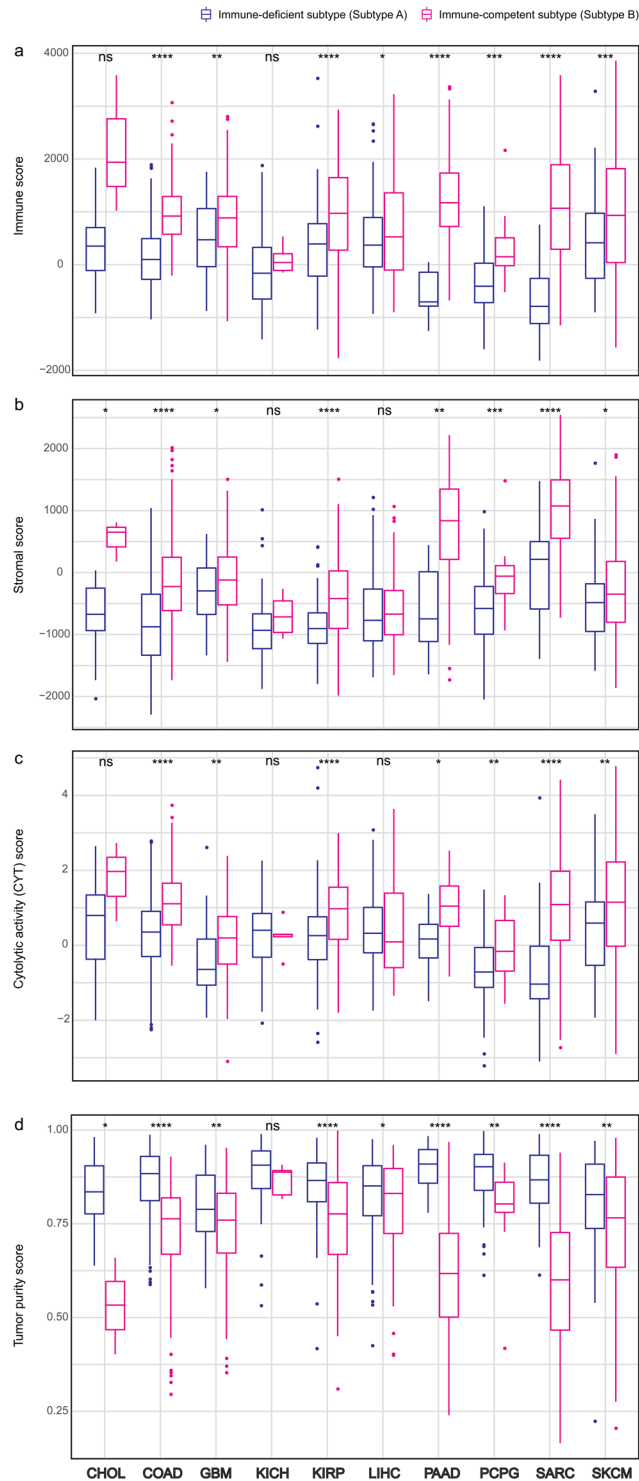 Immune-deficient subtype (Subtype A) Immune-competent subtype (Subtype B)
a
ns **** ** ns **** * **** *** **** ***
4000
2000
0
−2000
Immune score
b
* **** * ns **** ns ** *** **** *
2000
1000
0
−1000
−2000
Stromal score
c
ns **** ** ns **** ns * ** **** **
4
2
0
−2
Cytolytic activity (CYT) score
d
* **** ** ns **** * **** ** **** **
1.00
0.75
0.50
0.25
Tumor purity score
CHOL COAD GBM KICH KIRP LIHC PAAD PCPG SARC SKCM